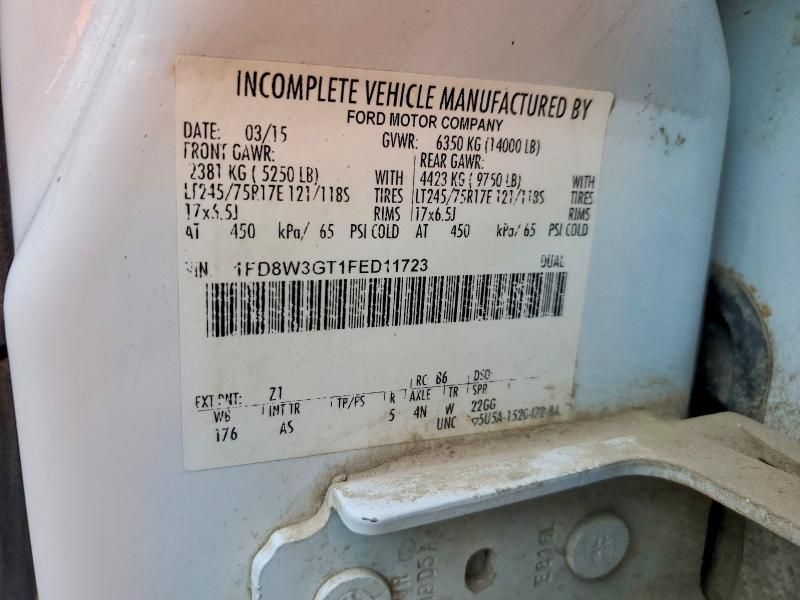 INCOMPLETE VEHICLE MANUFACTURED BY
FORD MOTOR COMPANY
DATE: 03/15 GVWR: 6350 KG (14000 LB)
FRONT GAWR: REAR GAWR:
2381 KG ( 5250 LB) WITH 4423 KG ( 9750 LB) WITH
LT245/75R17E 121/118S TIRES LT245/75R17E 121/118S TIRES
17x6.5J RIMS 17x6.5J RIMS
AT 450 kPa/ 65 PSI COLD AT 450 kPa/ 65 PSI COLD
VIN: 1FD8W3GT1FED11723 DUAL
EXT PNT: Z1 RC: 86 DSO:
WB INT TR TP/PS R AXLE TR SPR
176 AS 5 4N W 22GG
UNC